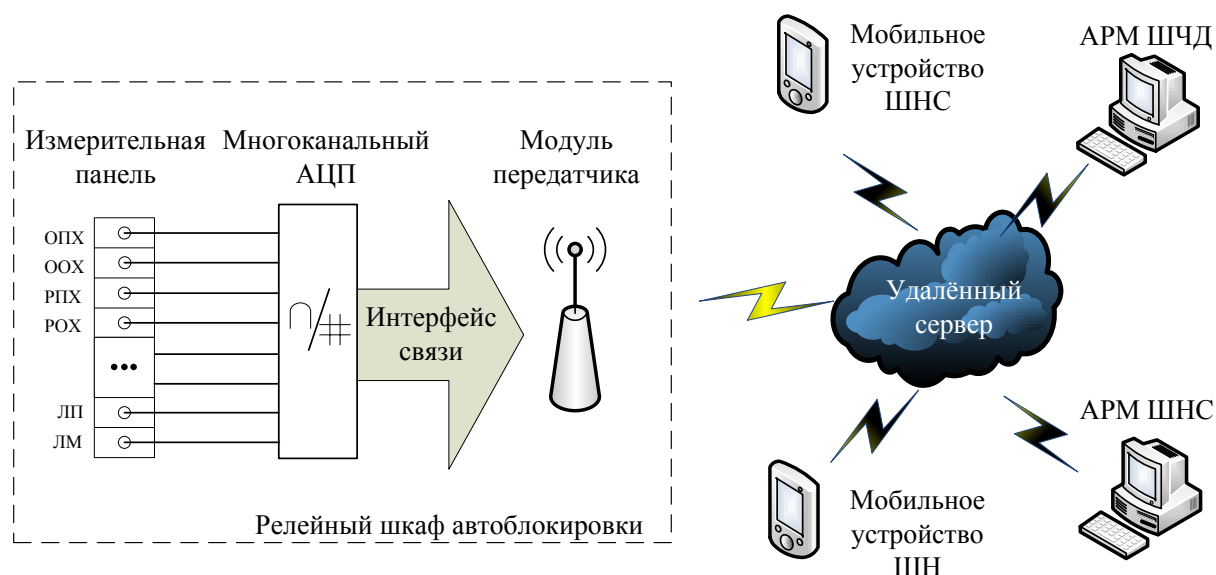 Измерительная
панель
Многоканальный
АЦП
Модуль
передатчика
ОПХ
ООХ
РПХ
РОХ
...
ЛП
ЛМ
Интерфейс
связи
Релейный шкаф автоблокировки
Мобильное
устройство
ШНС
АРМ ШЧД
Удалённый
сервер
АРМ ШНС
Мобильное
устройство
ШН